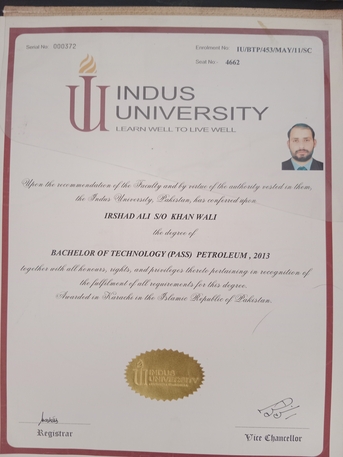 Serial No: 000572
Enrolment No: IU/BTP/453/MAY/11/SC
Seat No: 4662
INDUS
UNIVERSITY
LEARN WELL TO LIVE WELL
Upon the recommendation of the Faculty and by virtue of the authority vested in them,
the Indus University, Pakistan, has conferred upon
IRSHAD ALI S/O KHAN WALI
the degree of
BACHELOR OF TECHNOLOGY (PASS) PETROLEUM , 2013
together with all honours, rights, and privileges thereto pertaining in recognition of
the fulfilment of all requirements for this degree.
Awarded in Karachi in the Islamic Republic of Pakistan.
INDUS
UNIVERSITY
Registrar
Vice Chancellor